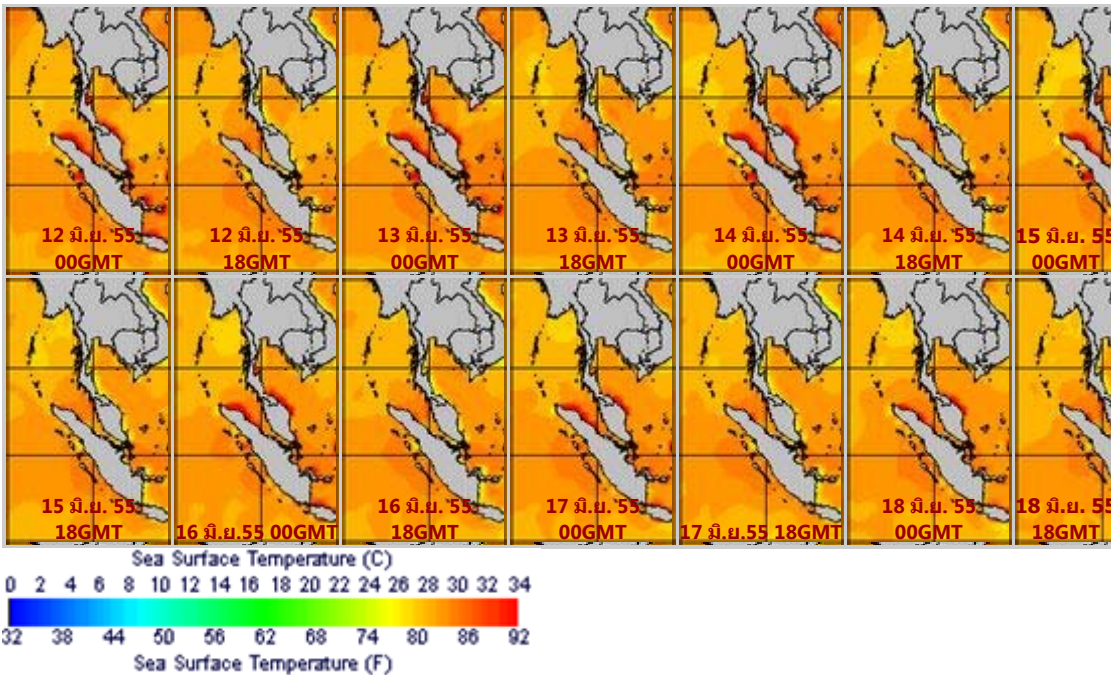 12 มิ.ย. 55
00GMT
12 มิ.ย. 55
18GMT
13 มิ.ย. 55
00GMT
13 มิ.ย. 55
18GMT
14 มิ.ย. 55
00GMT
14 มิ.ย. 55
18GMT
15 มิ.ย. 55
00GMT
15 มิ.ย. 55
18GMT
16 มิ.ย.55 00GMT
16 มิ.ย. 55
18GMT
17 มิ.ย. 55
00GMT
17 มิ.ย.55 18GMT
18 มิ.ย. 55
00GMT
18 มิ.ย. 55
18GMT
Sea Surface Temperature (C)
0 2 4 6 8 10 12 14 16 18 20 22 24 26 28 30 32 34
32 38 44 50 56 62 68 74 80 86 92
Sea Surface Temperature (F)